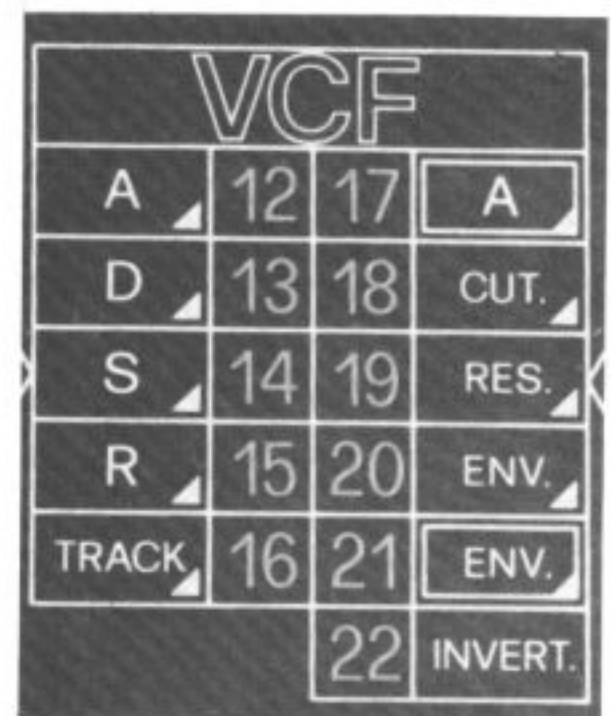 VCF
A 12 17 A
D 13 18 CUT.
S 14 19 RES.
R 15 20 ENV.
TRACK 16 21 ENV.
22 INVERT.